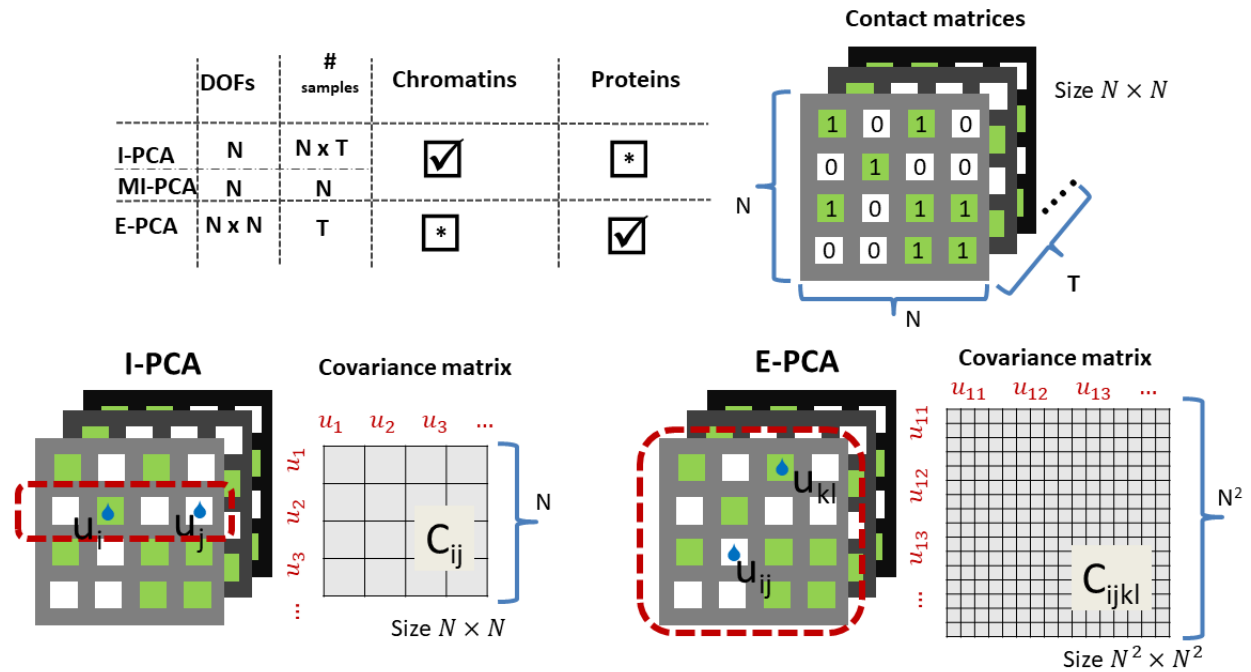 Contact matrices
DOFs # samples Chromatins Proteins
I-PCA N N x T ✓ *
MI-PCA N N
E-PCA N x N T * ✓
Size N × N
1 0 1 0
0 1 0 0
1 0 1 1
0 0 1 1
N
N
T
I-PCA
Covariance matrix
u₁ u₂ u₃ ...
u₁
u₂
u₃
...
uᵢ uⱼ
Cᵢⱼ
N
Size N × N
E-PCA
Covariance matrix
u₁₁ u₁₂ u₁₃ ...
u₁₁
u₁₂
u₁₃
...
uₖₗ
uᵢⱼ
Cᵢⱼₖₗ
N²
Size N² × N²